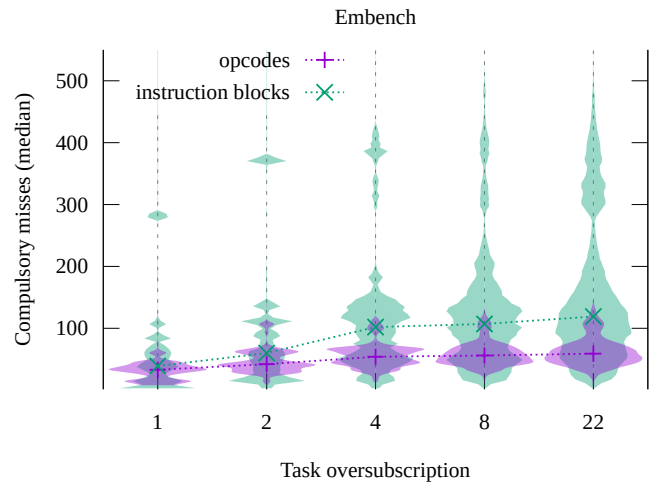 Embench
opcodes
instruction blocks
Compulsory misses (median)
500
400
300
200
100
1 2 4 8 22
Task oversubscription